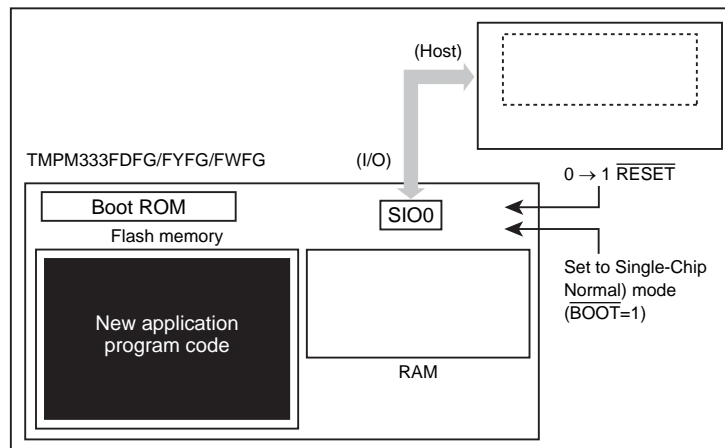 (Host)
TMPM333FDFG/FYFG/FWFG
(I/O)
0 → 1 RESET
Boot ROM
SIO0
Flash memory
Set to Single-Chip
Normal) mode
(BOOT=1)
New application
program code
RAM